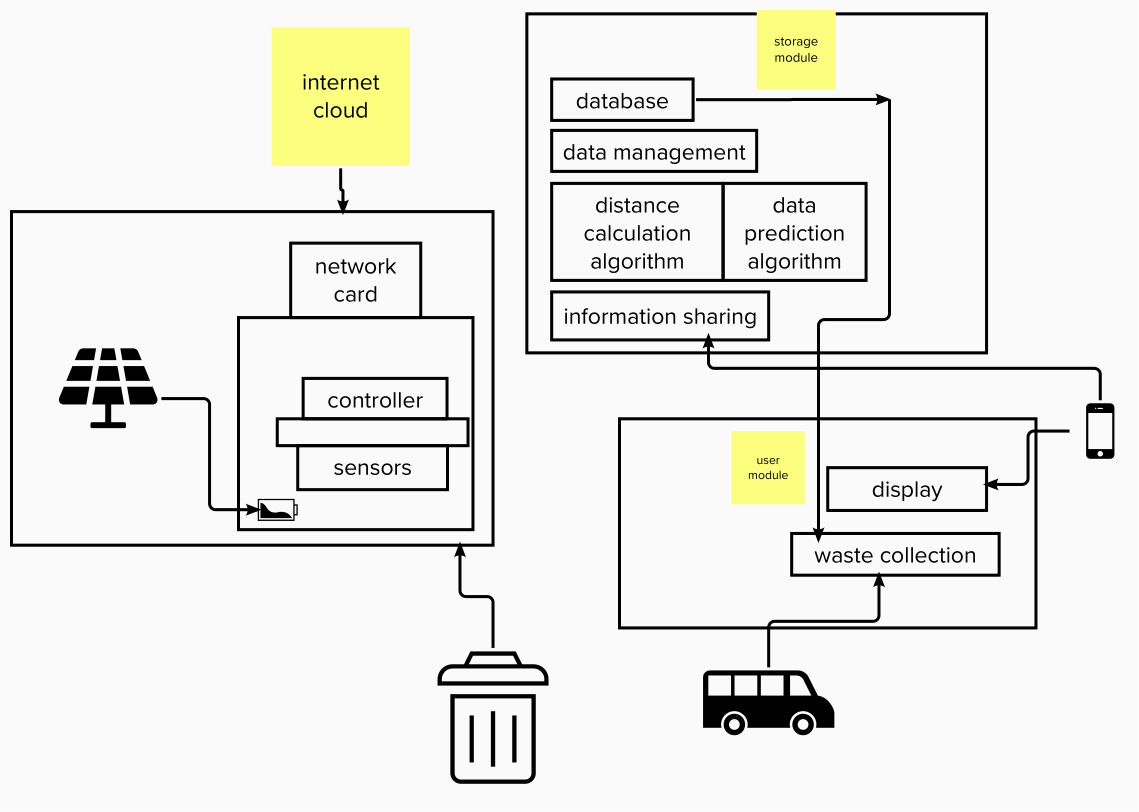 internet
cloud
network
card
controller
sensors
storage
module
database
data management
distance
calculation
algorithm
data
prediction
algorithm
information sharing
user
module
display
waste collection